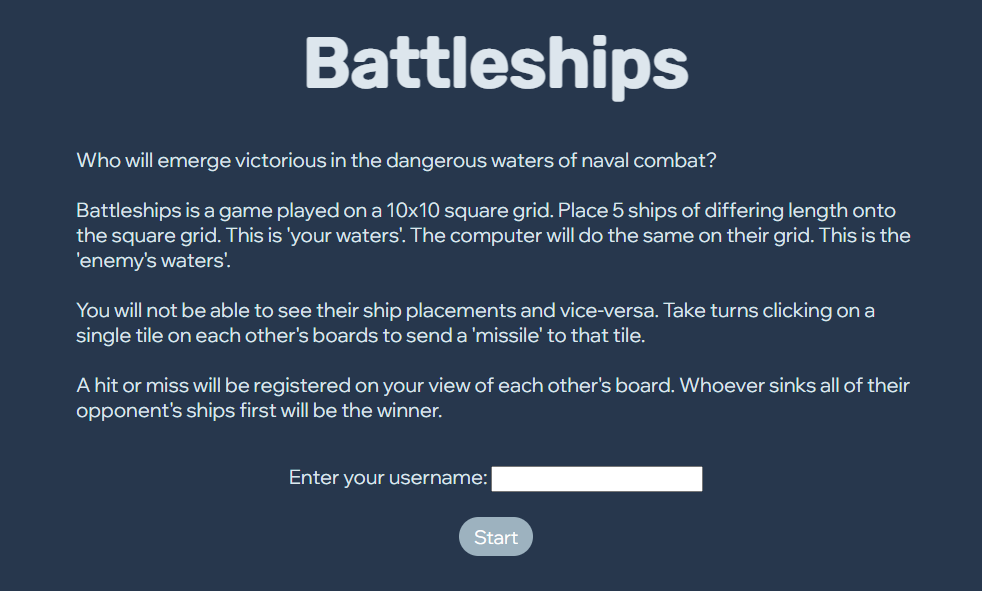 Battleships
Who will emerge victorious in the dangerous waters of naval combat?
Battleships is a game played on a 10x10 square grid. Place 5 ships of differing length onto
the square grid. This is 'your waters'. The computer will do the same on their grid. This is the
'enemy's waters'.
You will not be able to see their ship placements and vice-versa. Take turns clicking on a
single tile on each other's boards to send a 'missile' to that tile.
A hit or miss will be registered on your view of each other's board. Whoever sinks all of their
opponent's ships first will be the winner.
Enter your username:
Start